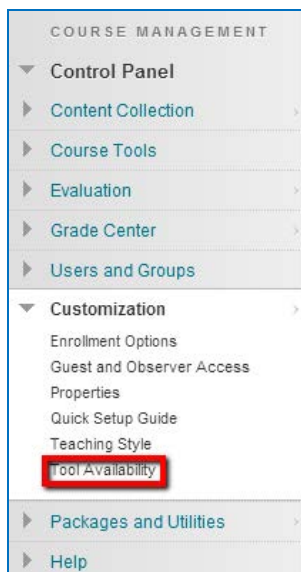 COURSE MANAGEMENT
Control Panel
Content Collection
Course Tools
Evaluation
Grade Center
Users and Groups
Customization
Enrollment Options
Guest and Observer Access
Properties
Quick Setup Guide
Teaching Style
Tool Availability
Packages and Utilities
Help